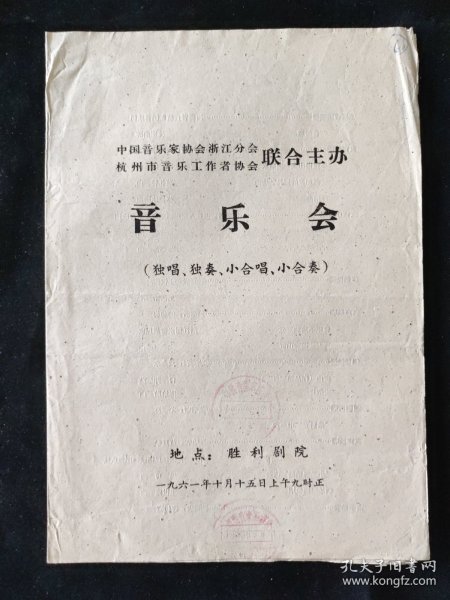 中国音乐家协会浙江分会
杭州市音乐工作者协会
联合主办
音乐会
(独唱、独奏、小合唱、小合奏)
地点：胜利剧院
一九六一年十月十五日上午九时正
孔夫子旧书网
www.kongfz.com